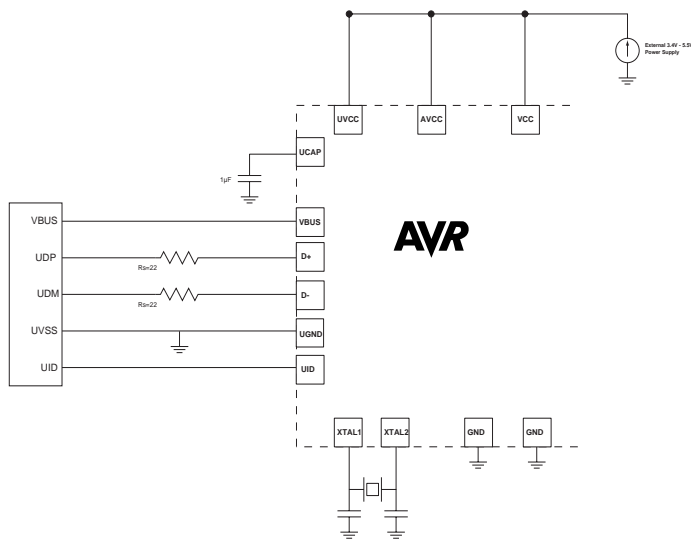 External 3.4V - 5.5V
Power Supply
UVCC
AVCC
VCC
UCAP
1µF
VBUS
VBUS
UDP
Rs=22
D+
UDM
Rs=22
D-
UVSS
UGND
UID
UID
AVR
XTAL1
XTAL2
GND
GND